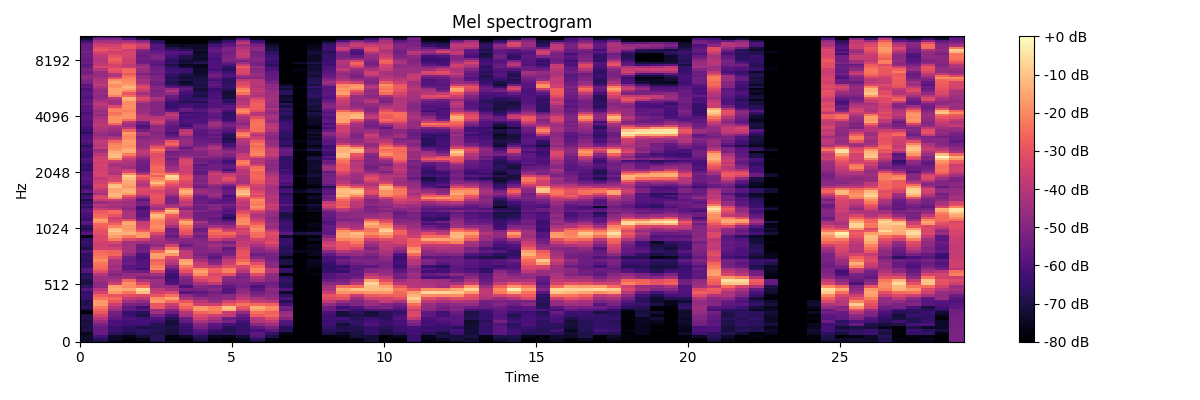 Mel spectrogram
8192
4096
2048
1024
512
0
Hz
0 5 10 15 20 25
Time
+0 dB
-10 dB
-20 dB
-30 dB
-40 dB
-50 dB
-60 dB
-70 dB
-80 dB